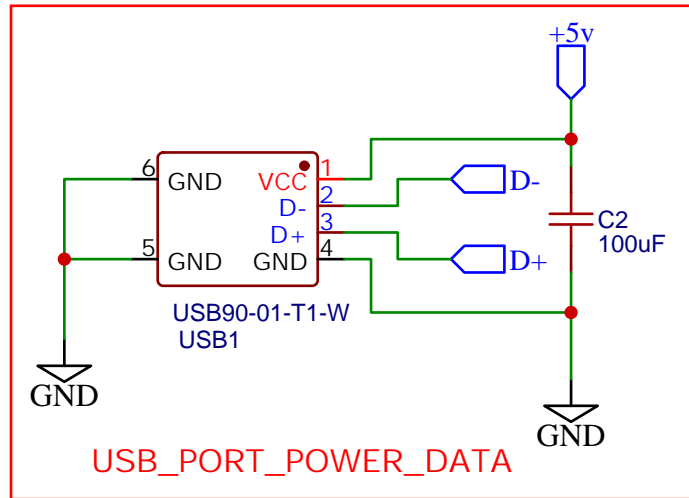 +5v
6
GND
VCC
1
D-
2
D-
D+
3
5
GND
GND
4
D+
C2
100uF
USB90-01-T1-W
USB1
GND
GND
USB_PORT_POWER_DATA